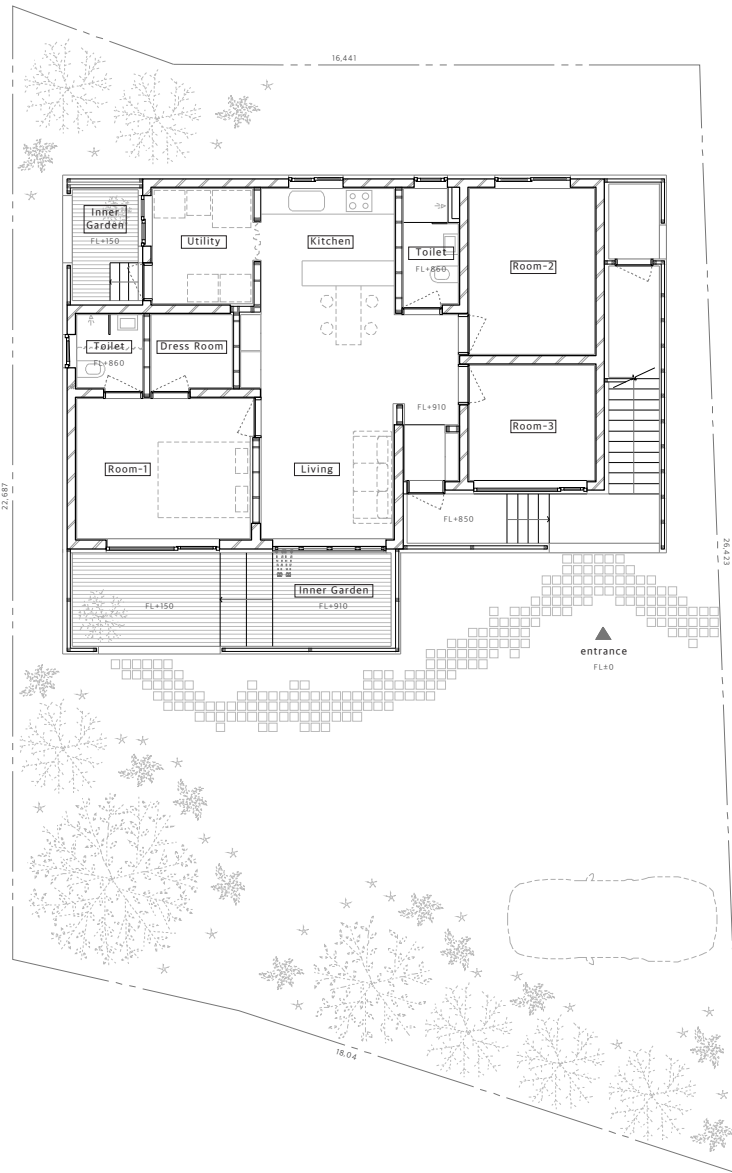 16,441
Inner
Garden
FL+150
Utility
Kitchen
Toilet
FL+860
Room-2
Toilet
FL+860
Dress Room
FL+910
Room-3
Room-1
Living
22,687
FL+850
26,423
Inner Garden
FL+150
FL+910
entrance
FL±0
18,04